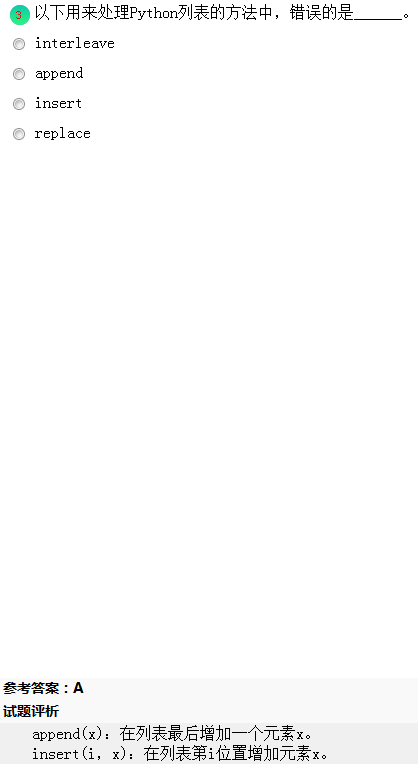 3 以下用来处理Python列表的方法中，错误的是______。
interleave
append
insert
replace
参考答案：A
试题评析
append(x)：在列表最后增加一个元素x。
insert(i，x)：在列表第i位置增加元素x。